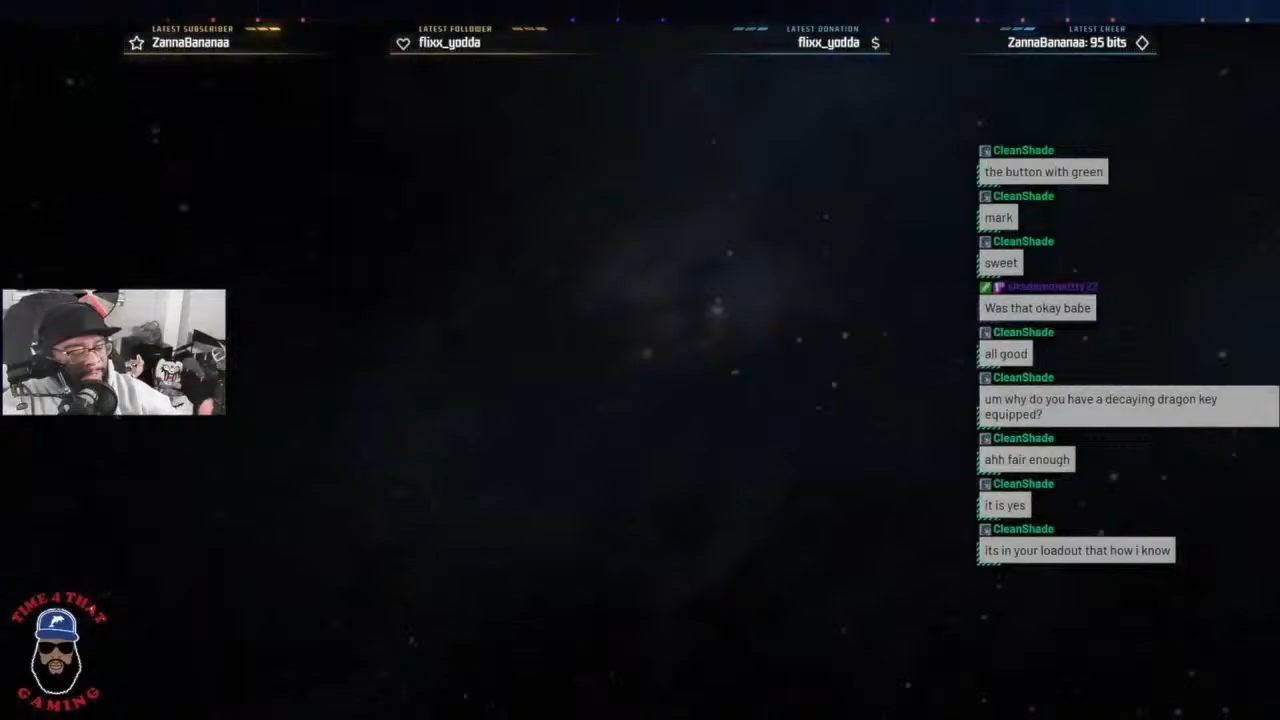 LATEST SUBSCRIBER
ZannaBananaa
LATEST FOLLOWER
flixx_yodda
LATEST DONATION
flixx_yodda $
LATEST CHEER
ZannaBananaa: 95 bits
CleanShade
the button with green
CleanShade
mark
CleanShade
sweet
Was that okay babe
CleanShade
all good
CleanShade
um why do you have a decaying dragon key
equipped?
CleanShade
ahh fair enough
CleanShade
it is yes
CleanShade
its in your loadout that how i know
TIME 4 THAT
GAMING